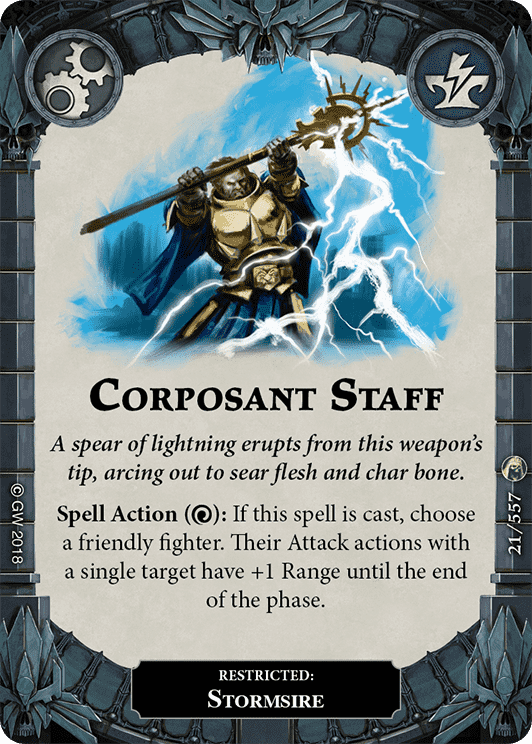 Corposant Staff
A spear of lightning erupts from this weapon's
tip, arcing out to sear flesh and char bone.
Spell Action (): If this spell is cast, choose
a friendly fighter. Their Attack actions with
a single target have +1 Range until the end
of the phase.
RESTRICTED:
Stormsire
©GW 2018
21/557